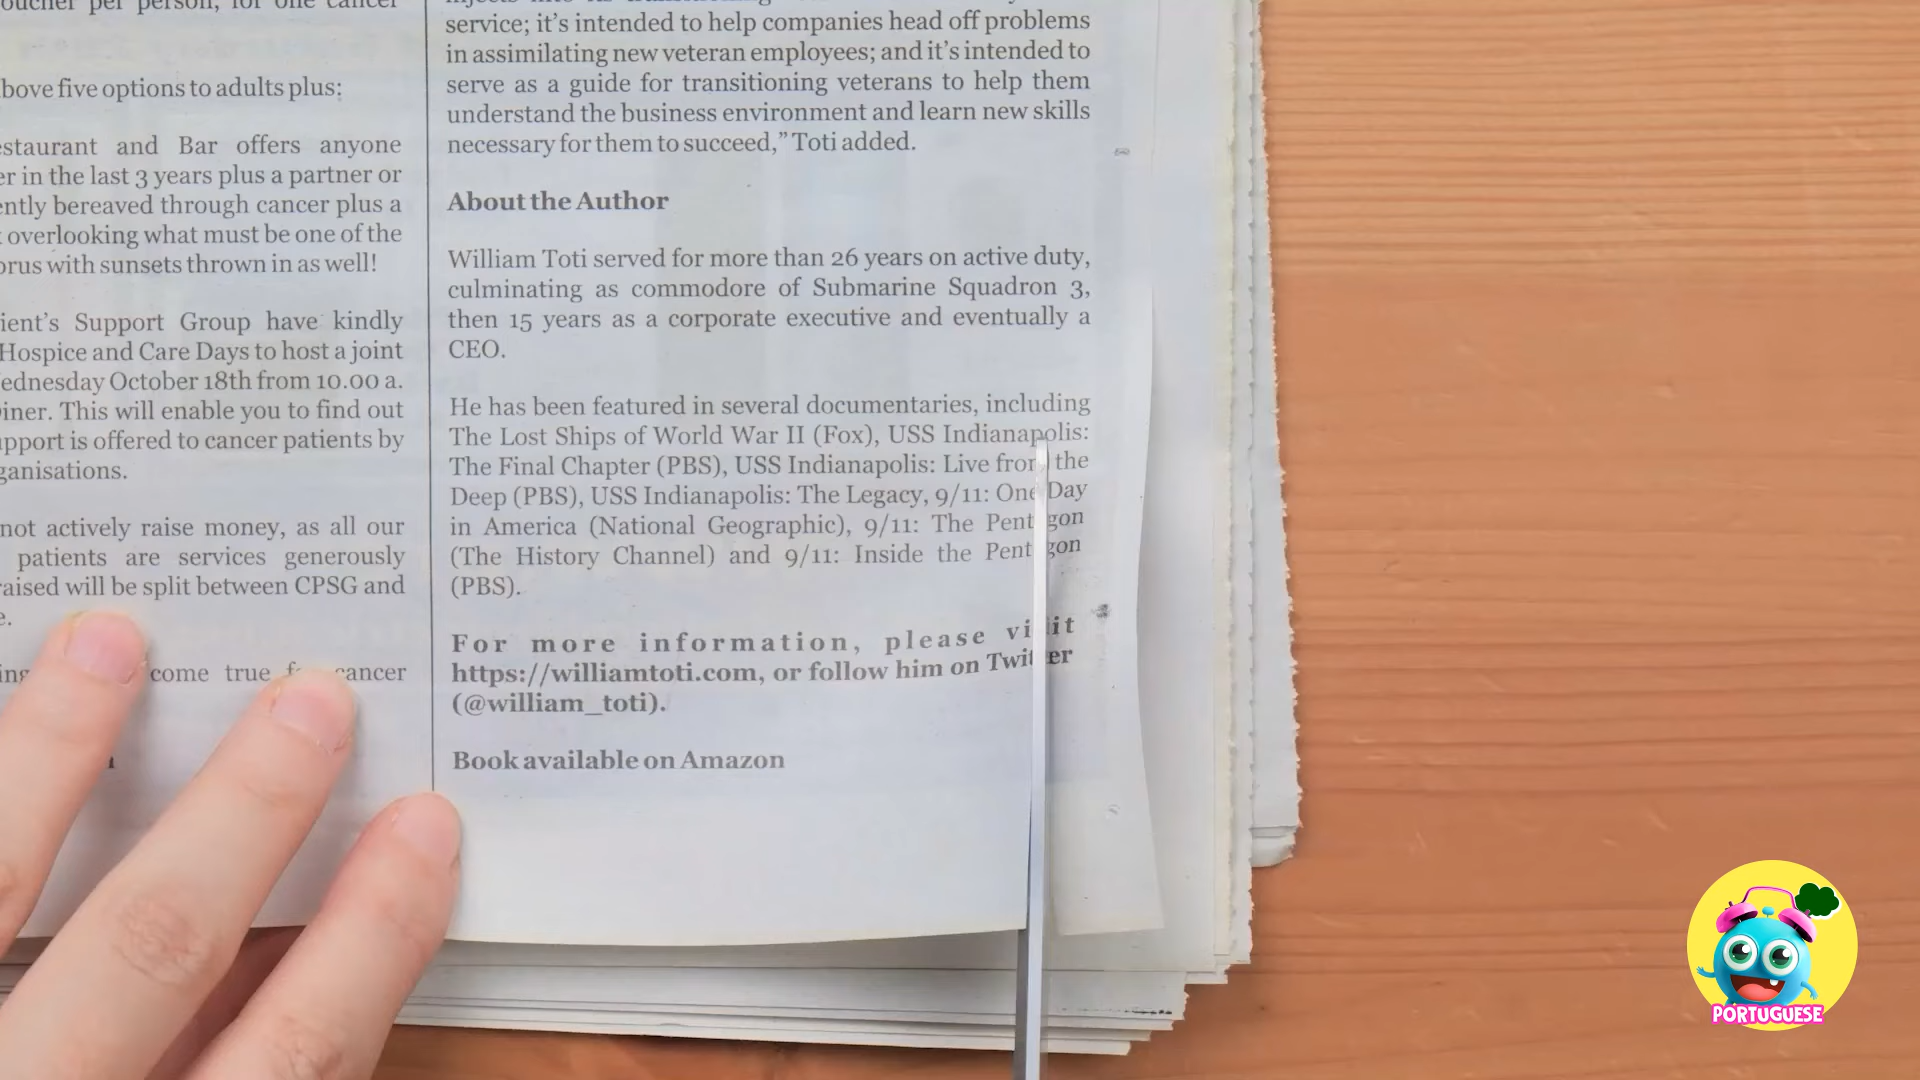 voucher per person, for one cancer
bove five options to adults plus:
estaurant and Bar offers anyone
er in the last 3 years plus a partner or
ently bereaved through cancer plus a
overlooking what must be one of the
orus with sunsets thrown in as well!
ient's Support Group have kindly
Hospice and Care Days to host a joint
ednesday October 18th from 10.00 a.
iner. This will enable you to find out
pport is offered to cancer patients by
ganisations.
not actively raise money, as all our
patients are services generously
raised will be split between CPSG and
e.
ing come true cancer
service; it's intended to help companies head off problems
in assimilating new veteran employees; and it's intended to
serve as a guide for transitioning veterans to help them
understand the business environment and learn new skills
necessary for them to succeed," Toti added.
About the Author
William Toti served for more than 26 years on active duty,
culminating as commodore of Submarine Squadron 3,
then 15 years as a corporate executive and eventually a
CEO.
He has been featured in several documentaries, including
The Lost Ships of World War II (Fox), USS Indianapolis:
The Final Chapter (PBS), USS Indianapolis: Live from the
Deep (PBS), USS Indianapolis: The Legacy, 9/11: One Day
in America (National Geographic), 9/11: The Pentagon
(The History Channel) and 9/11: Inside the Pentagon
(PBS).
For more information, please visit
https://williamtoti.com, or follow him on Twitter
(@william_toti).
Book available on Amazon
PORTUGUESE